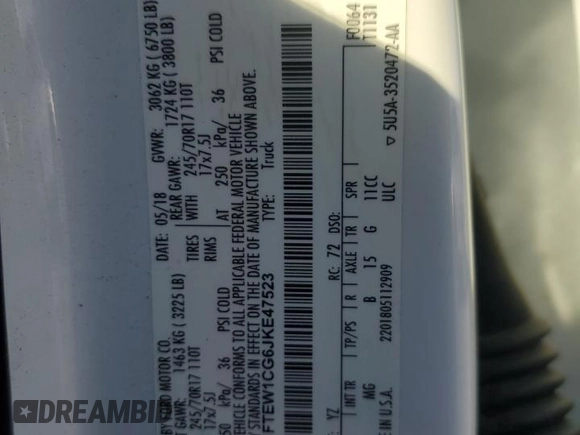 DATE: 05/18 GVWR: 3062 KG ( 6750 LB)
MOTOR CO.
REAR GAWR: 1724 KG ( 3800 LB)
GAWR: 1463 KG ( 3225 LB)
TIRES WITH 245/70R17 110T
245/70R17 110T
RIMS 17x7.5J
17x7.5J
AT 250 kPa/ 36 PSI COLD
kPa/ 36 PSI COLD
VEHICLE CONFORMS TO ALL APPLICABLE FEDERAL MOTOR VEHICLE
SAFETY AND BUMPER STANDARDS IN EFFECT ON THE DATE OF MANUFACTURE SHOWN ABOVE.
FTEW1CG6JKE47523 TYPE: Truck
F0064
T1131
YZ RC: 72 DSO:
INT TR TP/PS R AXLE TR SPR
MG B 15 G 11CC
U.S.A. 2201805112909 ULC
5U5A-3520472-AA
DREAMBID